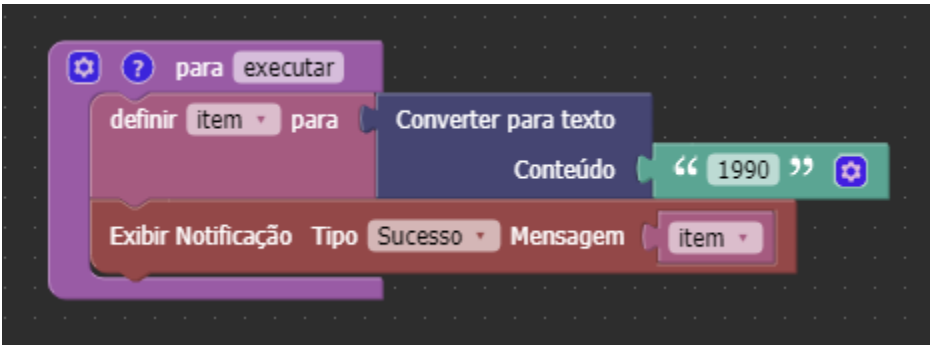 ? para executar
definir item para Converter para texto
Conteúdo “ 1990 ”
Exibir Notificação Tipo Sucesso Mensagem item